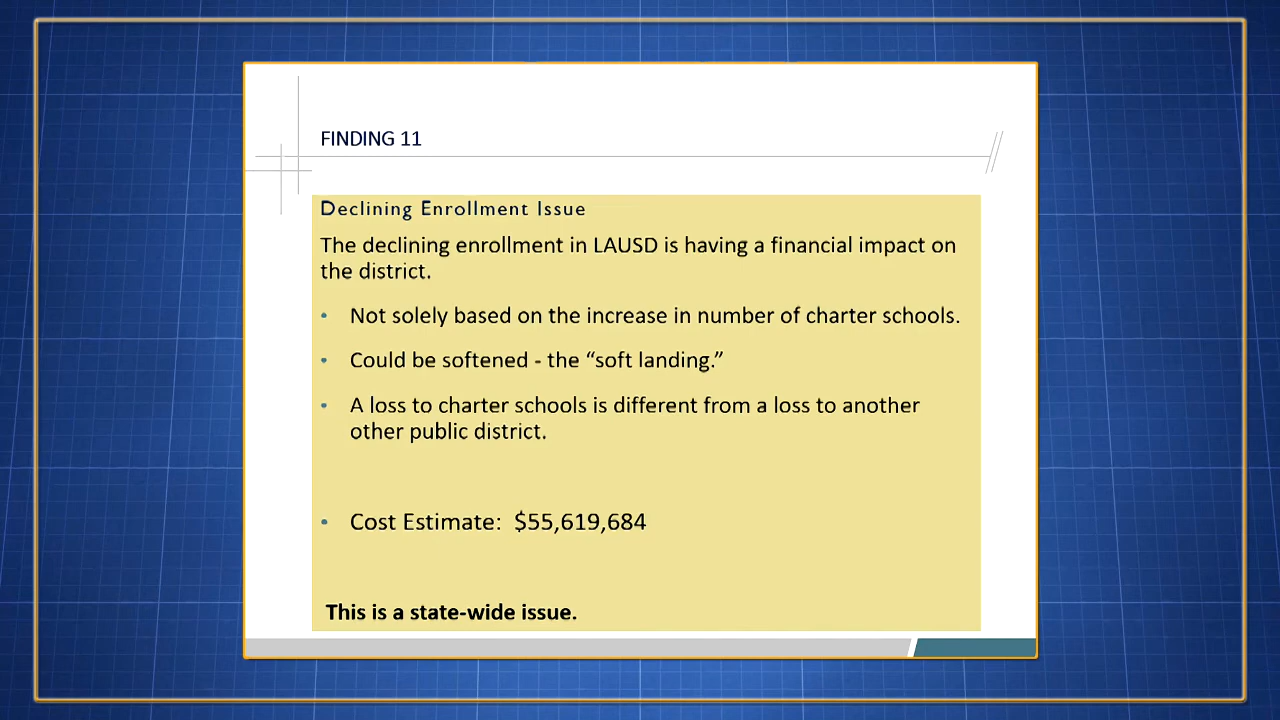 FINDING 11
Declining Enrollment Issue
The declining enrollment in LAUSD is having a financial impact on
the district.
• Not solely based on the increase in number of charter schools.
• Could be softened - the “soft landing.”
• A loss to charter schools is different from a loss to another
other public district.
• Cost Estimate: $55,619,684
This is a state-wide issue.